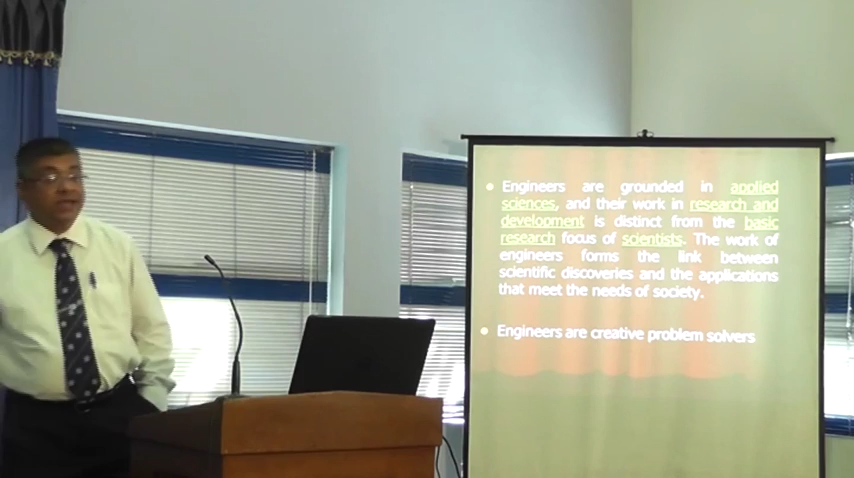 Engineers are grounded in applied
sciences, and their work in research and
development is distinct from the basic
research focus of scientists. The work of
engineers forms the link between
scientific discoveries and the applications
that meet the needs of society.
Engineers are creative problem solvers